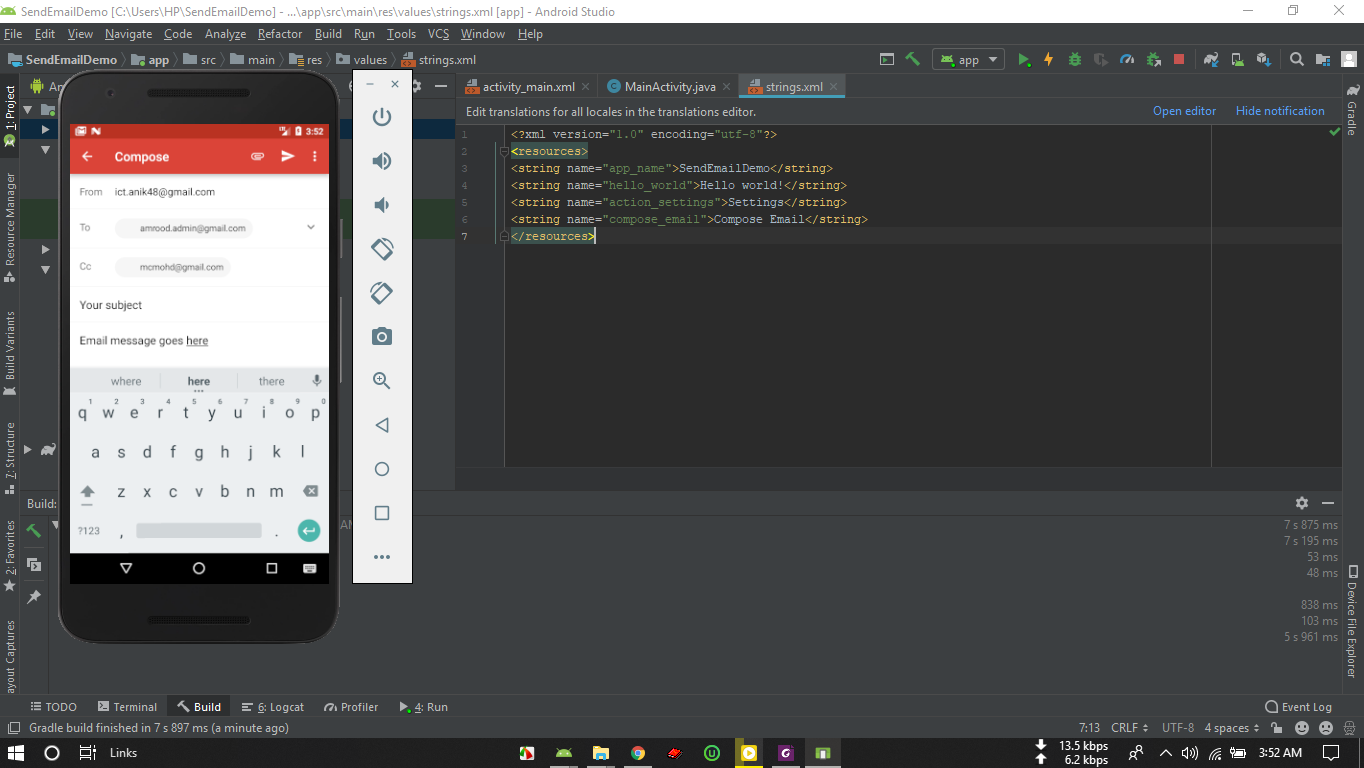 SendEmailDemo [C:\Users\HP\SendEmailDemo] - ...\app\src\main\res\values\strings.xml [app] - Android Studio
File Edit View Navigate Code Analyze Refactor Build Run Tools VCS Window Help
SendEmailDemo app src main res values strings.xml app
activity_main.xml MainActivity.java strings.xml
Edit translations for all locales in the translations editor. Open editor Hide notification
1 <?xml version="1.0" encoding="utf-8"?>
2 <resources>
3 <string name="app_name">SendEmailDemo</string>
4 <string name="hello_world">Hello world!</string>
5 <string name="action_settings">Settings</string>
6 <string name="compose_email">Compose Email</string>
7 </resources>
1: Project
Resource Manager
Build Variants
7: Structure
2: Favorites
ayout Captures
Gradle
Device File Explorer
3:52
Compose
From ict.anik48@gmail.com
To amrood.admin@gmail.com
Cc mcmohd@gmail.com
Your subject
Email message goes here
where here there
1 2 3 4 5 6 7 8 9 0
q w e r t y u i o p
a s d f g h j k l
z x c v b n m
?123 , .
Build:
7 s 875 ms
7 s 195 ms
53 ms
48 ms
838 ms
103 ms
5 s 961 ms
TODO Terminal Build 6: Logcat Profiler 4: Run Event Log
Gradle build finished in 7 s 897 ms (a minute ago) 7:13 CRLF UTF-8 4 spaces
Links 13.5 kbps 6.2 kbps 3:52 AM